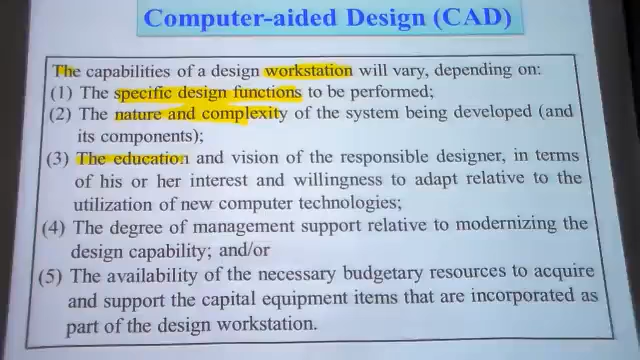 Computer-aided Design (CAD)
The capabilities of a design workstation will vary, depending on:
(1) The specific design functions to be performed;
(2) The nature and complexity of the system being developed (and
its components);
(3) The education and vision of the responsible designer, in terms
of his or her interest and willingness to adapt relative to the
utilization of new computer technologies;
(4) The degree of management support relative to modernizing the
design capability; and/or
(5) The availability of the necessary budgetary resources to acquire
and support the capital equipment items that are incorporated as
part of the design workstation.